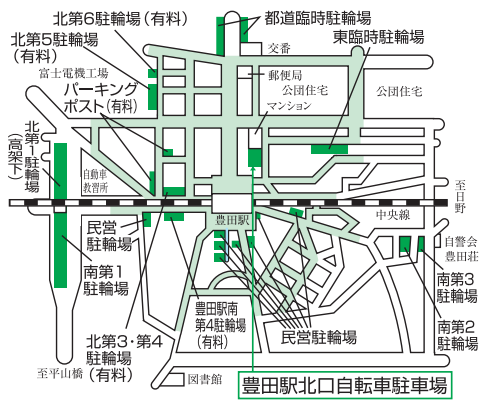 北第6駐輪場(有料)
都道臨時駐輪場
北第5駐輪場
(有料)
交番
東臨時駐輪場
富士電機工場
郵便局
公団住宅
パーキング
ポスト(有料)
マンション
公団住宅
北第1駐輪場
(高架下)
自動車
教習所
至日野
豊田駅
中央線
民営
駐輪場
自警会
豊田荘
南第1
駐輪場
豊田駅南
第4駐輪場
(有料)
南第3
駐輪場
南第2
駐輪場
北第3・第4
駐輪場
(有料)
民営駐輪場
至平山橋
図書館
豊田駅北口自転車駐車場